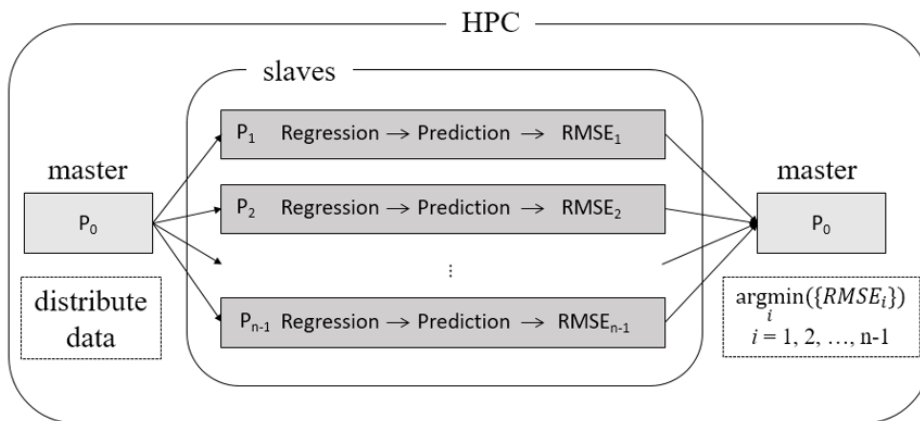 HPC
slaves
P₁ Regression → Prediction → RMSE₁
master
P₀
P₂ Regression → Prediction → RMSE₂
⋮
Pₙ₋₁ Regression → Prediction → RMSEₙ₋₁
distribute
data
master
P₀
argmin({RMSEᵢ})
i
i = 1, 2, …, n-1